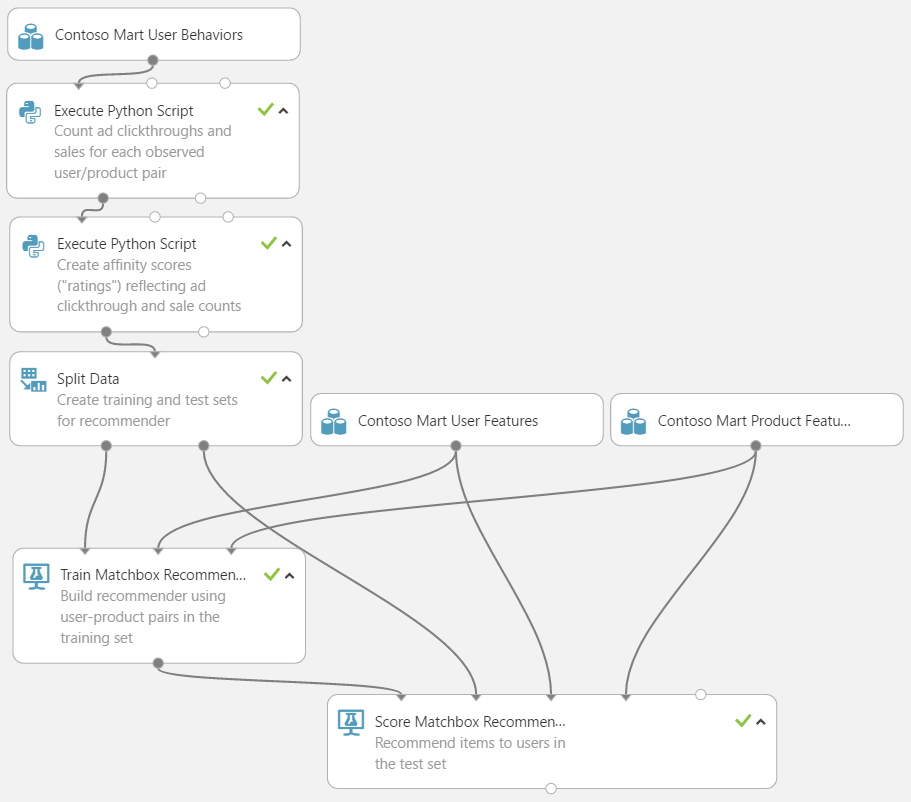 Contoso Mart User Behaviors
Execute Python Script
Count ad clickthroughs and
sales for each observed
user/product pair
Execute Python Script
Create affinity scores
("ratings") reflecting ad
clickthrough and sale counts
Split Data
Create training and test sets
for recommender
Contoso Mart User Features
Contoso Mart Product Featu...
Train Matchbox Recommen...
Build recommender using
user-product pairs in the
training set
Score Matchbox Recommen...
Recommend items to users in
the test set